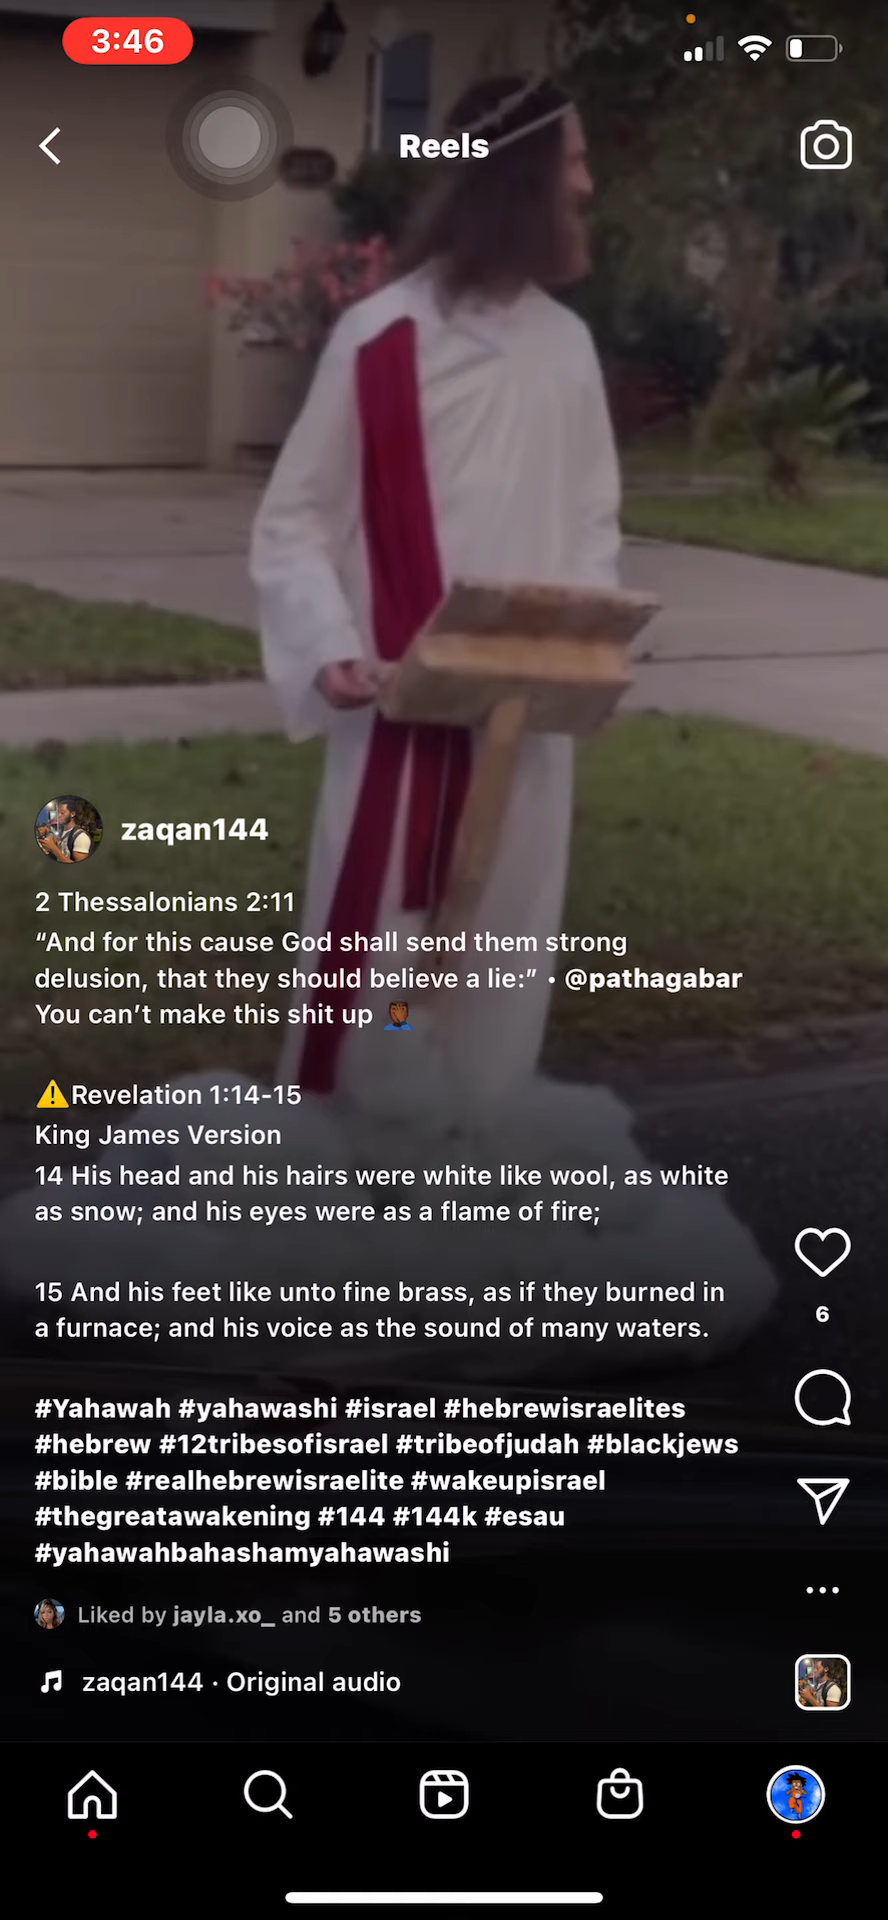 3:46
Reels
zaqan144
2 Thessalonians 2:11
“And for this cause God shall send them strong
delusion, that they should believe a lie:” • @pathagabar
You can’t make this shit up 🤦🏾‍♂️
⚠️Revelation 1:14-15
King James Version
14 His head and his hairs were white like wool, as white
as snow; and his eyes were as a flame of fire;
15 And his feet like unto fine brass, as if they burned in
a furnace; and his voice as the sound of many waters.
6
#Yahawah #yahawashi #israel #hebrewisraelites
#hebrew #12tribesofisrael #tribeofjudah #blackjews
#bible #realhebrewisraelite #wakeupisrael
#thegreatawakening #144 #144k #esau
#yahawahbahashamyahawashi
Liked by jayla.xo_ and 5 others
zaqan144 · Original audio